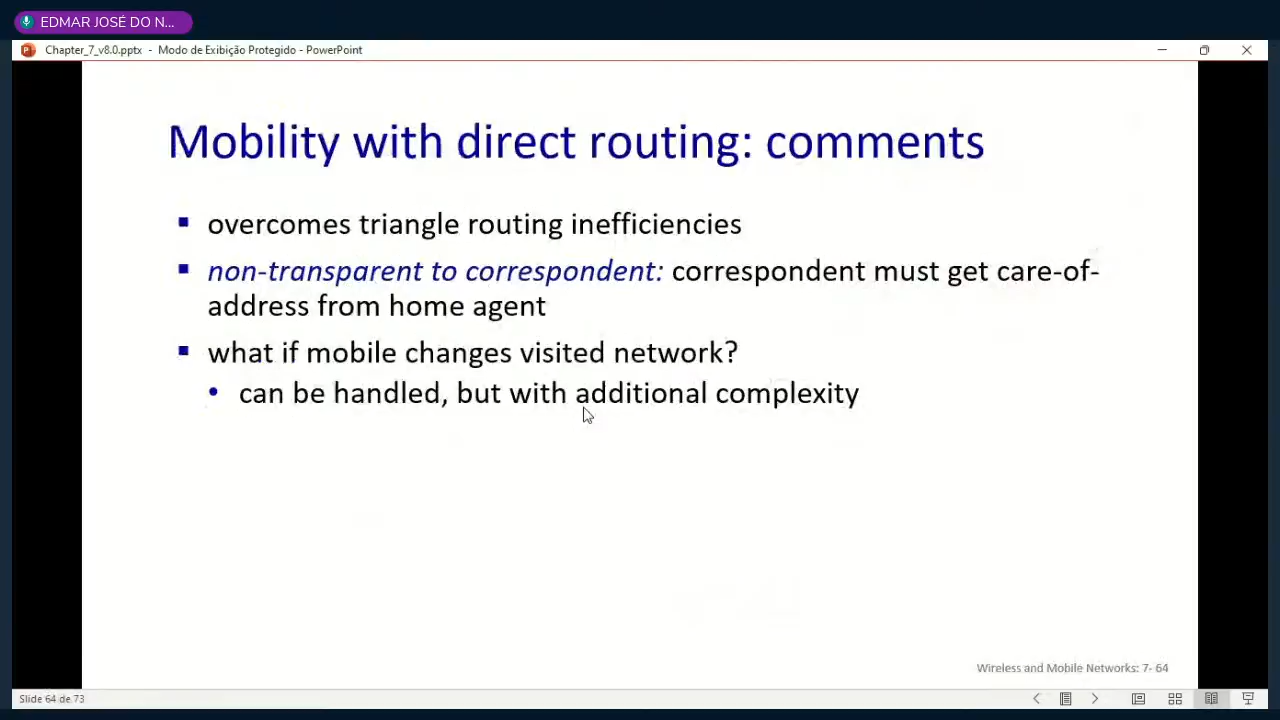 EDMAR JOSÉ DO N...
Chapter_7_v8.0.pptx - Modo de Exibição Protegido - PowerPoint
Mobility with direct routing: comments
▪ overcomes triangle routing inefficiencies
▪ non-transparent to correspondent: correspondent must get care-of-
address from home agent
▪ what if mobile changes visited network?
• can be handled, but with additional complexity
Wireless and Mobile Networks: 7- 64
Slide 64 de 73